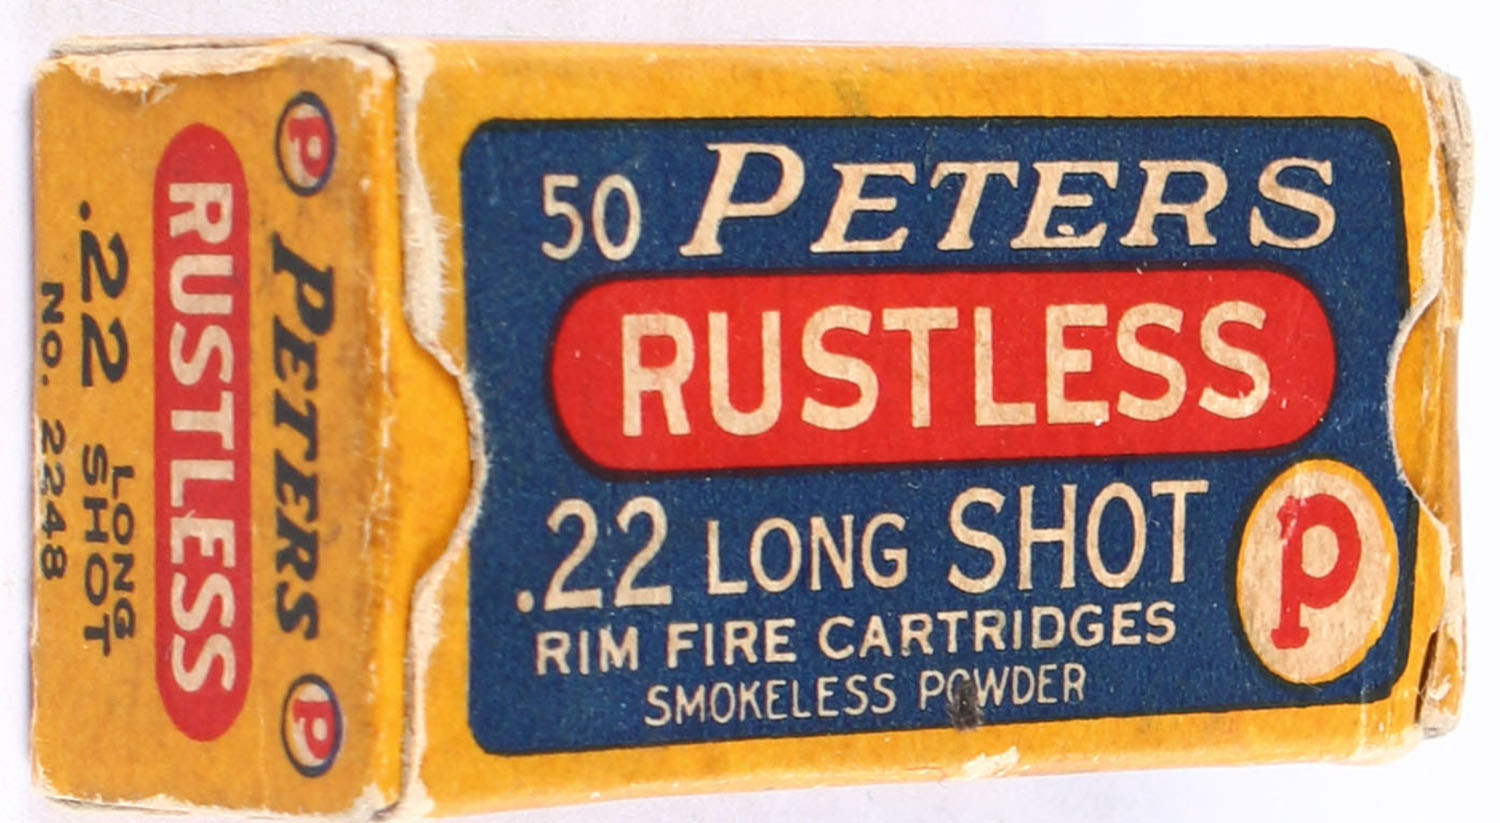 50 PETERS
RUSTLESS
.22 LONG SHOT
RIM FIRE CARTRIDGES
SMOKELESS POWDER
P
P PETERS P
RUSTLESS
.22 LONG SHOT
No. 2248